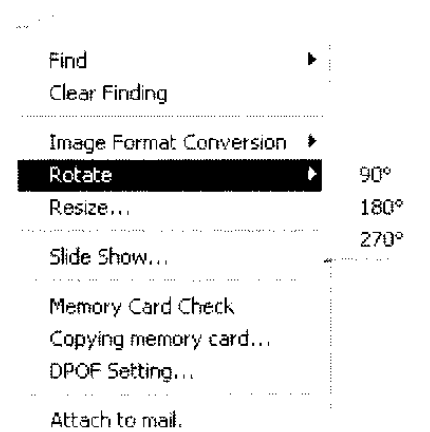 Find
Clear Finding
Image Format Conversion
Rotate
90°
Resize...
180°
270°
Slide Show...
Memory Card Check
Copying memory card...
DPOF Setting...
Attach to mail.